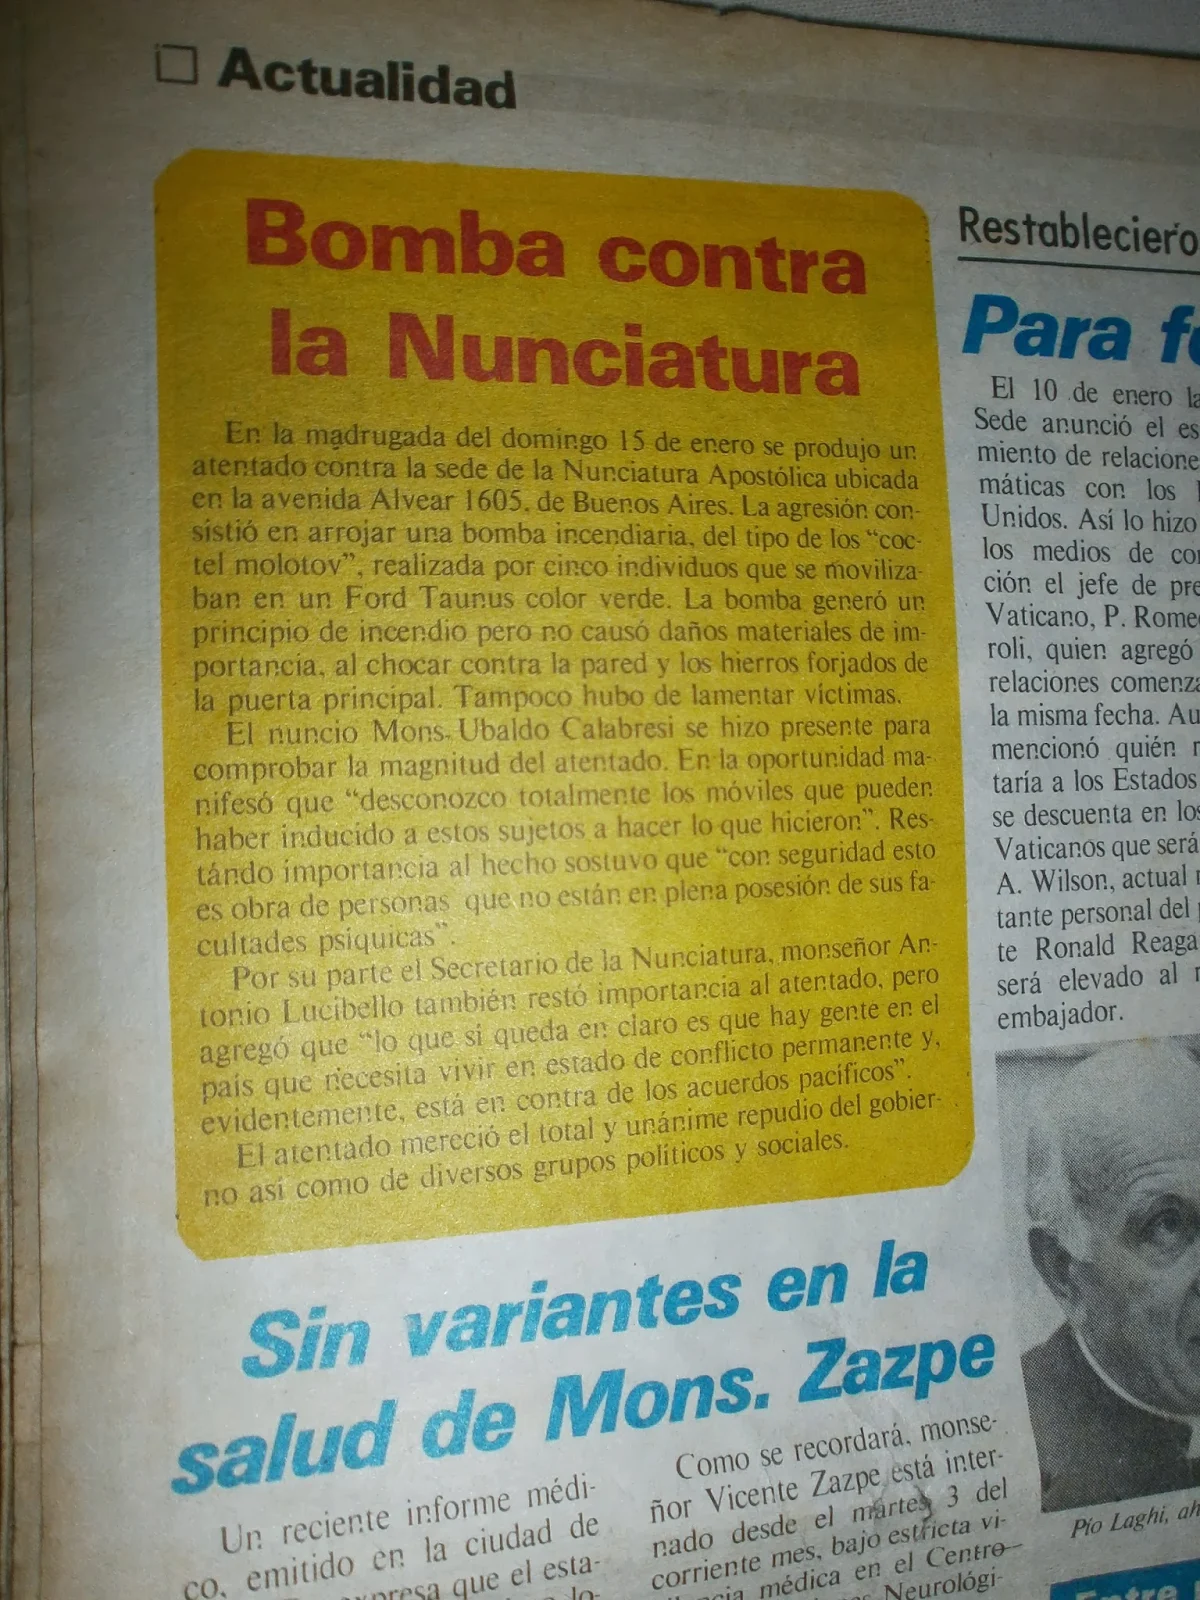 Actualidad
Bomba contra
la Nunciatura
En la madrugada del domingo 15 de enero se produjo un
atentado contra la sede de la Nunciatura Apostólica ubicada
en la avenida Alvear 1605, de Buenos Aires. La agresión con-
sistió en arrojar una bomba incendiaria, del tipo de los “coc-
tel molotov”, realizada por cinco individuos que se moviliza-
ban en un Ford Taunus color verde. La bomba generó un
principio de incendio pero no causó daños materiales de im-
portancia, al chocar contra la pared y los hierros forjados de
la puerta principal. Tampoco hubo de lamentar víctimas.
El nuncio Mons. Ubaldo Calabresi se hizo presente para
comprobar la magnitud del atentado. En la oportunidad ma-
nifesó que “desconozco totalmente los móviles que pueden
haber inducido a estos sujetos a hacer lo que hicieron”. Res-
tándo importancia al hecho sostuvo que “con seguridad esto
es obra de personas que no están en plena posesión de sus fa-
cultades psiquicas”.
Por su parte el Secretario de la Nunciatura, monseñor An-
tonio Lucibello también restó importancia al atentado, pero
agregó que “lo que si queda en claro es que hay gente en el
país que necesita vivir en estado de conflicto permanente y,
evidentemente, está en contra de los acuerdos pacíficos”.
El atentado mereció el total y unánime repudio del gobier-
no asi como de diversos grupos políticos y sociales.
Sin variantes en la
salud de Mons. Zazpe
Un reciente informe médi-
co, emitido en la ciudad de
que el esta-
Como se recordará, monse-
ñor Vicente Zazpe está inter-
nado desde el martes 3 del
corriente mes, bajo estricta vi-
médica en el Centro
Neurológi-
Restableciero
Para f
El 10 de enero la
Sede anunció el es
miento de relacione
máticas con los
Unidos. Así lo hizo
los medios de co
ción el jefe de pre
Vaticano, P. Rome
roli, quien agregó
relaciones comenza
la misma fecha. Au
mencionó quién r
taría a los Estados
se descuenta en los
Vaticanos que será
A. Wilson, actual
tante personal del
te Ronald Reaga
será elevado al r
embajador.
Pío Laghi, ah
Entre